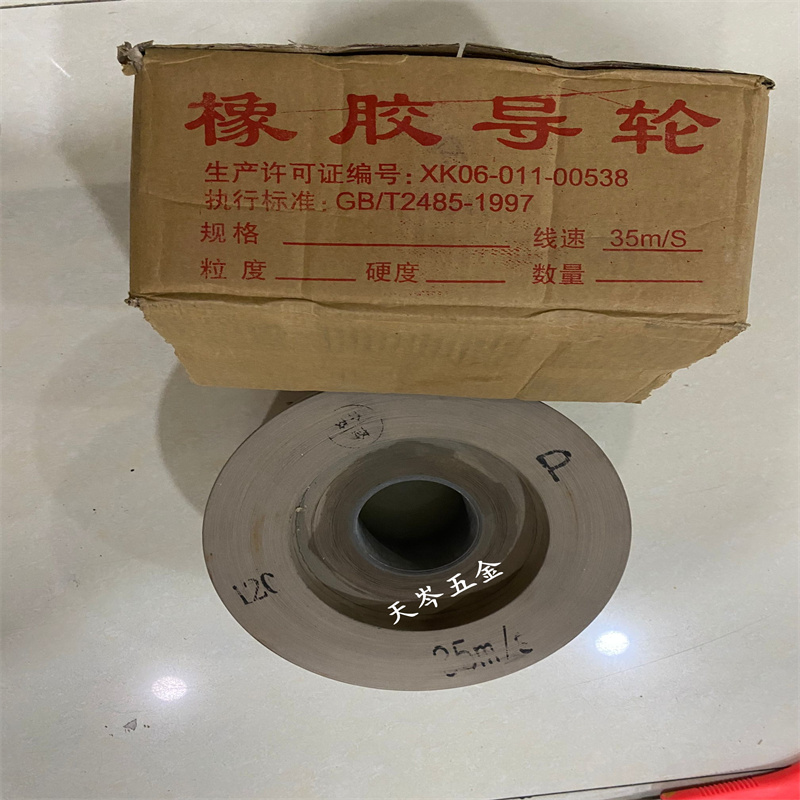 橡胶导轮
生产许可证编号: XK06-011-00538
执行标准: GB/T2485-1997
规格 线速 35m/S
粒度 硬度 数量
P
120
35m/s
天岑五金